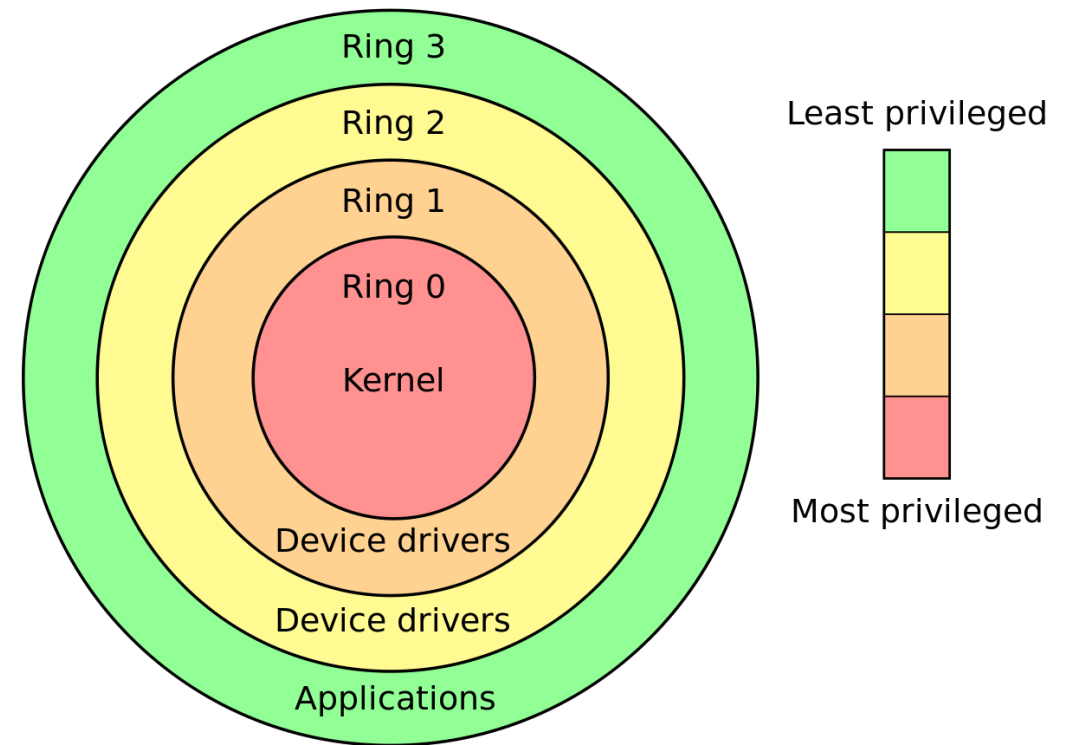 Ring 3
Ring 2
Ring 1
Ring 0
Kernel
Device drivers
Device drivers
Applications
Least privileged
Most privileged